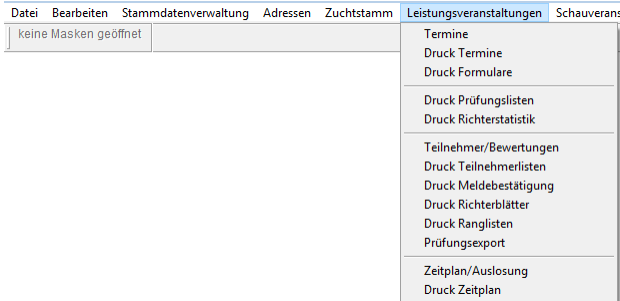 Datei Bearbeiten Stammdatenverwaltung Adressen Zuchtstamm Leistungsveranstaltungen Schauverans
keine Masken geöffnet
Termine
Druck Termine
Druck Formulare
Druck Prüfungslisten
Druck Richterstatistik
Teilnehmer/Bewertungen
Druck Teilnehmerlisten
Druck Meldebestätigung
Druck Richterblätter
Druck Ranglisten
Prüfungsexport
Zeitplan/Auslosung
Druck Zeitplan